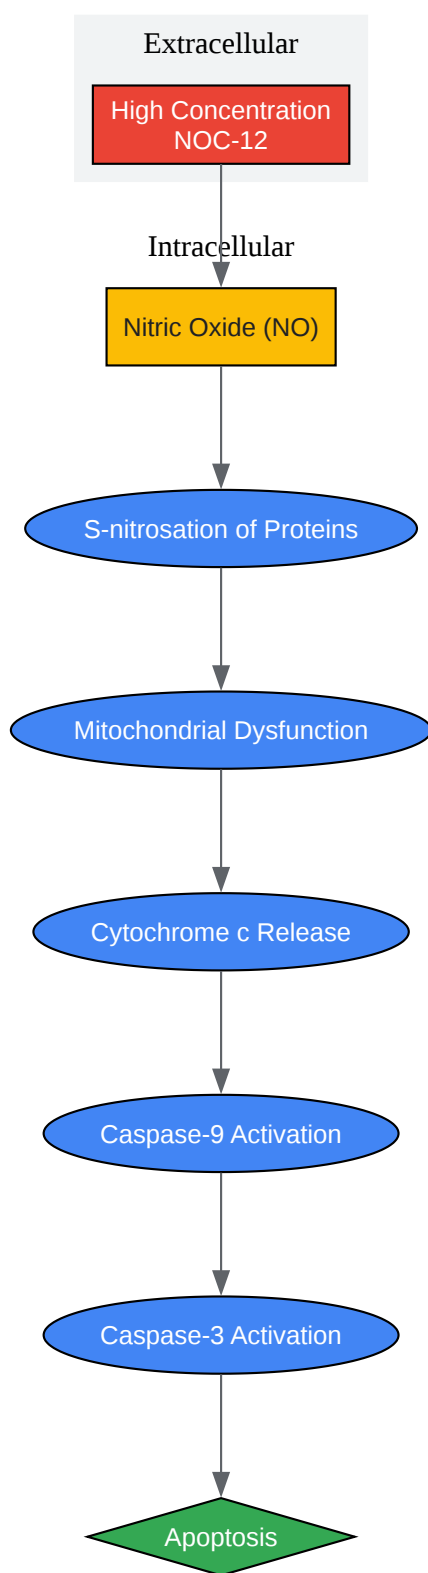 Extracellular
High Concentration
NOC-12
Intracellular
Nitric Oxide (NO)
S-nitrosation of Proteins
Mitochondrial Dysfunction
Cytochrome c Release
Caspase-9 Activation
Caspase-3 Activation
Apoptosis